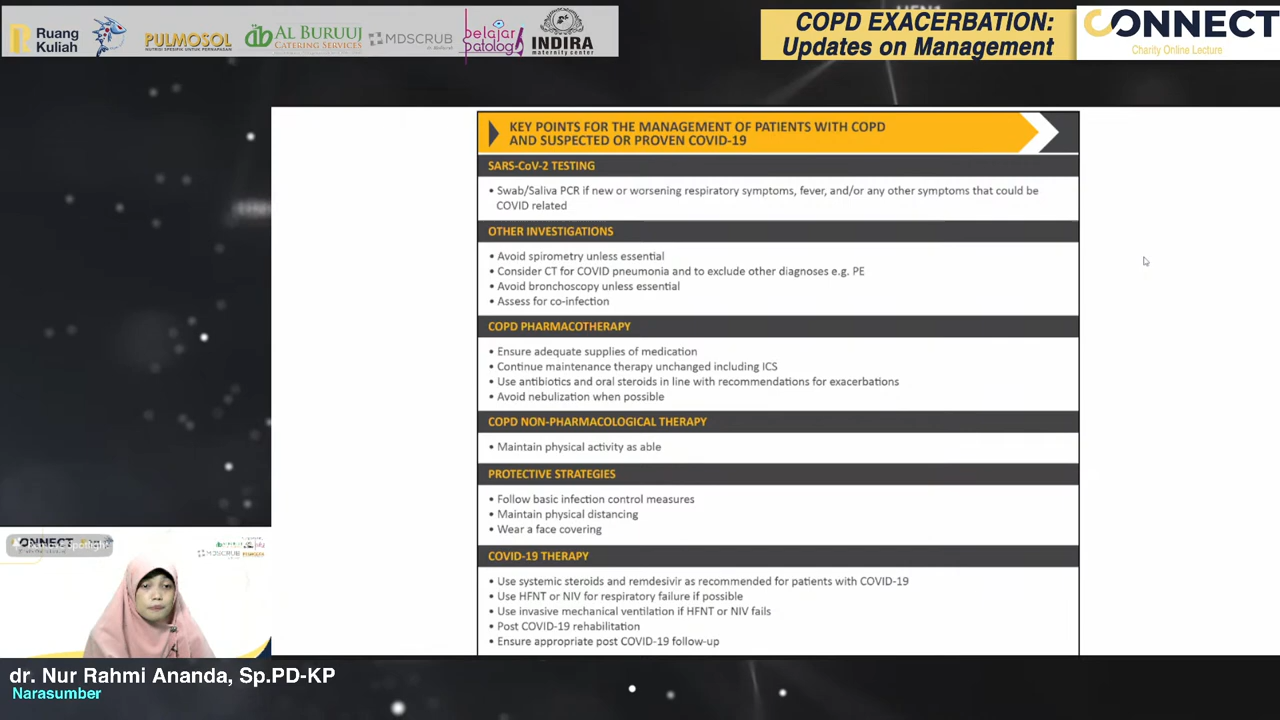 Ruang
Kuliah
PULMOSOL
NUTRISI SPESIFIK UNTUK PERNAPASAN
AL BURUUJ
CATERING SERVICES
MDSCRUB
belajar
patologi
INDIRA
maternity center
COPD EXACERBATION:
Updates on Management
CONNECT
Charity Online Lecture
KEY POINTS FOR THE MANAGEMENT OF PATIENTS WITH COPD
AND SUSPECTED OR PROVEN COVID-19
SARS-CoV-2 TESTING
• Swab/Saliva PCR if new or worsening respiratory symptoms, fever, and/or any other symptoms that could be
COVID related
OTHER INVESTIGATIONS
• Avoid spirometry unless essential
• Consider CT for COVID pneumonia and to exclude other diagnoses e.g. PE
• Avoid bronchoscopy unless essential
• Assess for co-infection
COPD PHARMACOTHERAPY
• Ensure adequate supplies of medication
• Continue maintenance therapy unchanged including ICS
• Use antibiotics and oral steroids in line with recommendations for exacerbations
• Avoid nebulization when possible
COPD NON-PHARMACOLOGICAL THERAPY
• Maintain physical activity as able
PROTECTIVE STRATEGIES
• Follow basic infection control measures
• Maintain physical distancing
• Wear a face covering
COVID-19 THERAPY
• Use systemic steroids and remdesivir as recommended for patients with COVID-19
• Use HFNT or NIV for respiratory failure if possible
• Use invasive mechanical ventilation if HFNT or NIV fails
• Post COVID-19 rehabilitation
• Ensure appropriate post COVID-19 follow-up
CONNECT
dr. Nur Rahmi Ananda, Sp.PD-KP
Narasumber